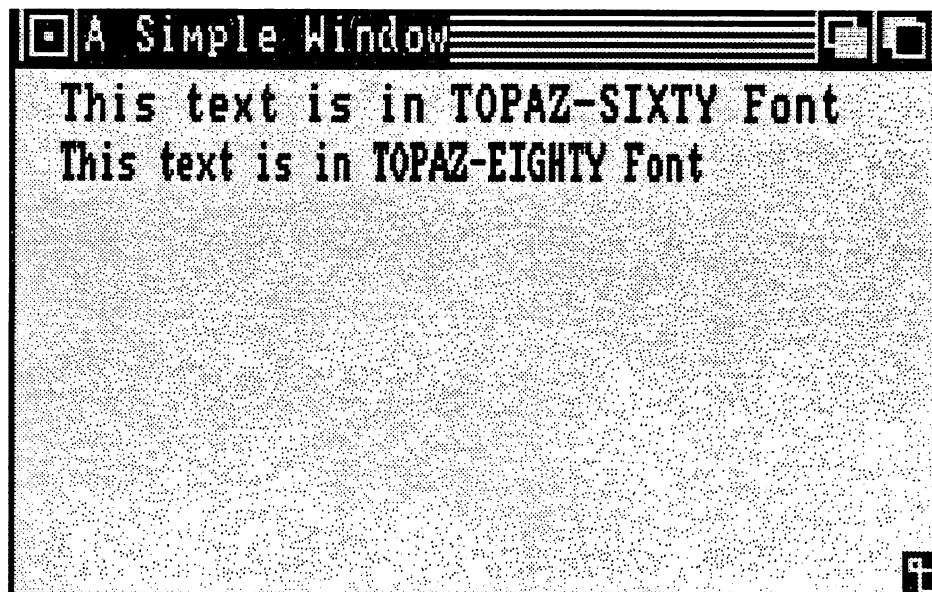 A Simple Window
This text is in TOPAZ-SIXTY Font
This text is in TOPAZ-EIGHTY Font